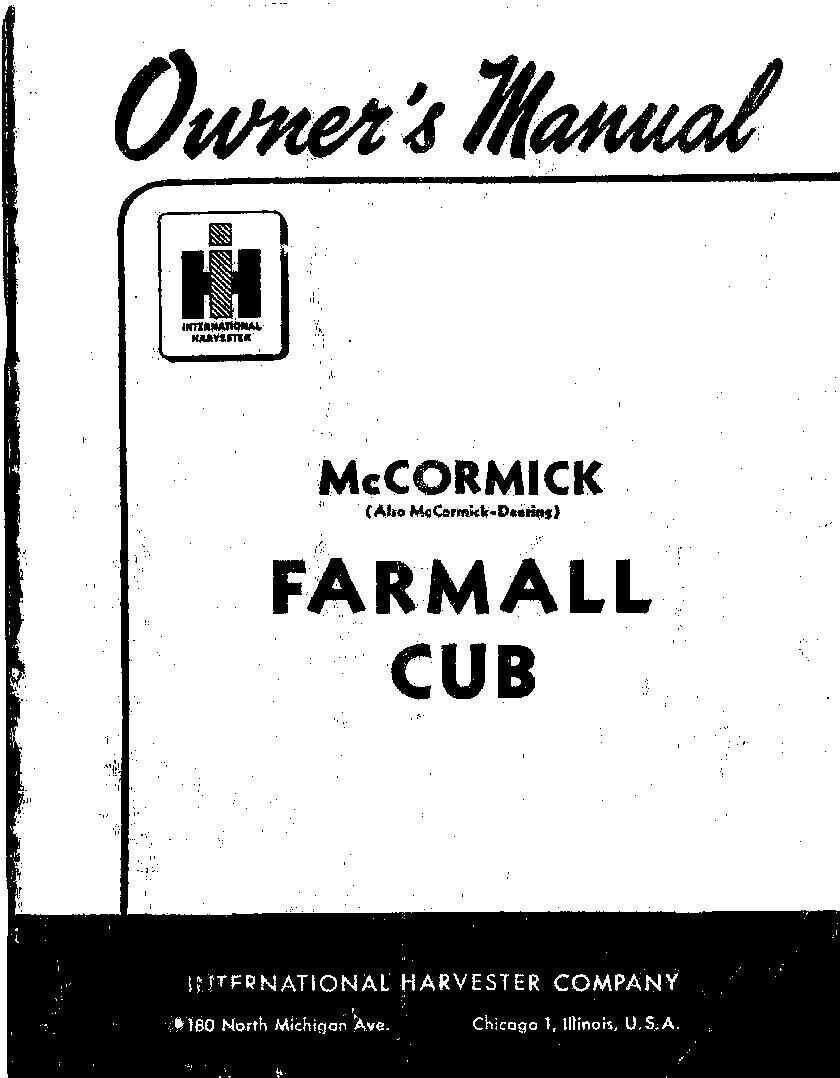 Owner's Manual
INTERNATIONAL
HARVESTER
McCORMICK
(Also McCormick-Deering)
FARMALL
CUB
INTERNATIONAL HARVESTER COMPANY
180 North Michigan Ave. Chicago 1, Illinois, U.S.A.